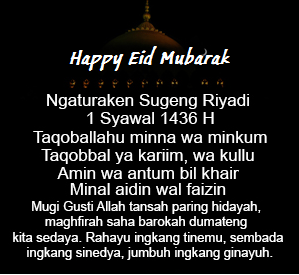 Happy Eid Mubarak
Ngaturaken Sugeng Riyadi
1 Syawal 1436 H
Taqoballahu minna wa minkum
Taqobbal ya kariim, wa kullu
Amin wa antum bil khair
Minal aidin wal faizin
Mugi Gusti Allah tansah paring hidayah,
maghfirah saha barokah dumateng
kita sedaya. Rahayu ingkang tinemu, sembada
ingkang sinedya, jumbuh ingkang ginayuh.